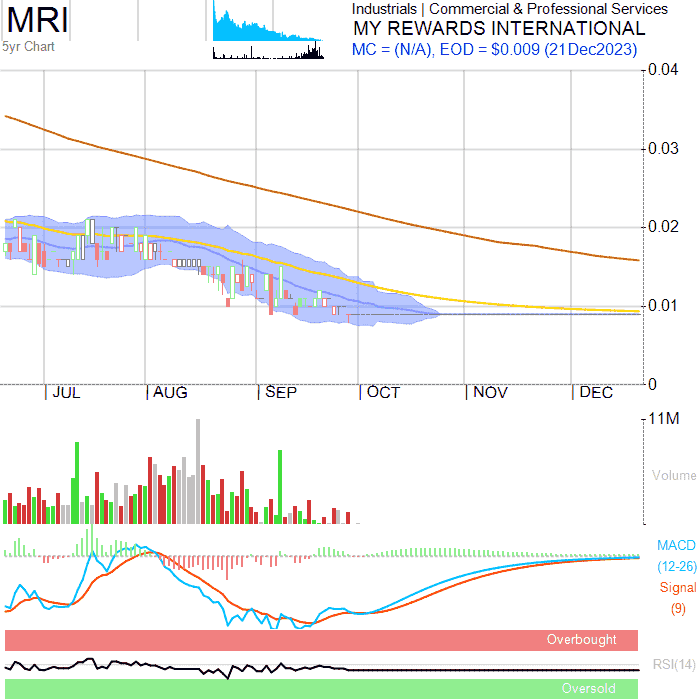 MRI
5yr Chart
Industrials | Commercial & Professional Services
MY REWARDS INTERNATIONAL
MC = (N/A), EOD = $0.009 (21Dec2023)
0.04
0.03
0.02
0.01
0
JUL AUG SEP OCT NOV DEC
11M
Volume
MACD
(12-26)
Signal
(9)
Overbought
RSI(14)
Oversold